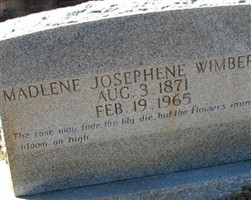 MADLENE JOSEPHENE WIMBER
AUG. 3 1871
FEB. 19 1965
The rose may fade, the lily die, but the flowers
bloom on high.